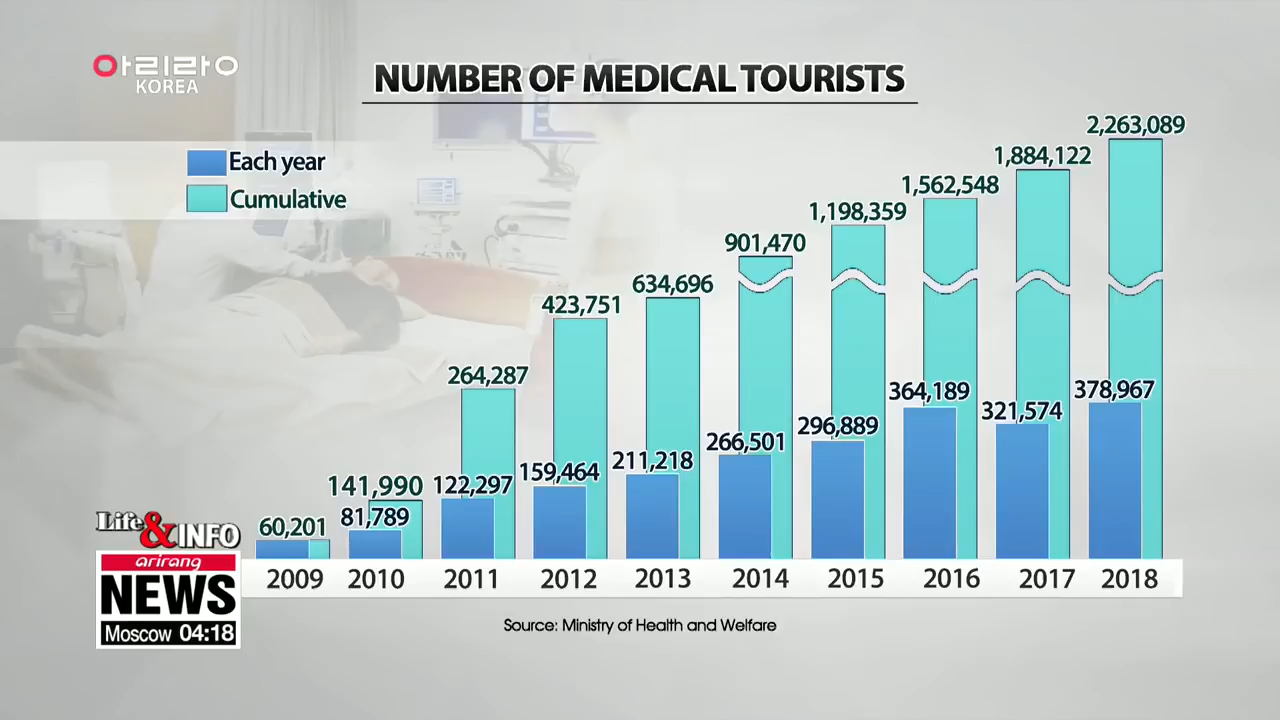 아리랑
KOREA
NUMBER OF MEDICAL TOURISTS
Each year
Cumulative
2,263,089
1,884,122
1,562,548
1,198,359
901,470
634,696
423,751
264,287
141,990
60,201
81,789
122,297
159,464
211,218
266,501
296,889
364,189
321,574
378,967
2009 2010 2011 2012 2013 2014 2015 2016 2017 2018
Source: Ministry of Health and Welfare
Life & INFO
arirang
NEWS
Moscow 04:18